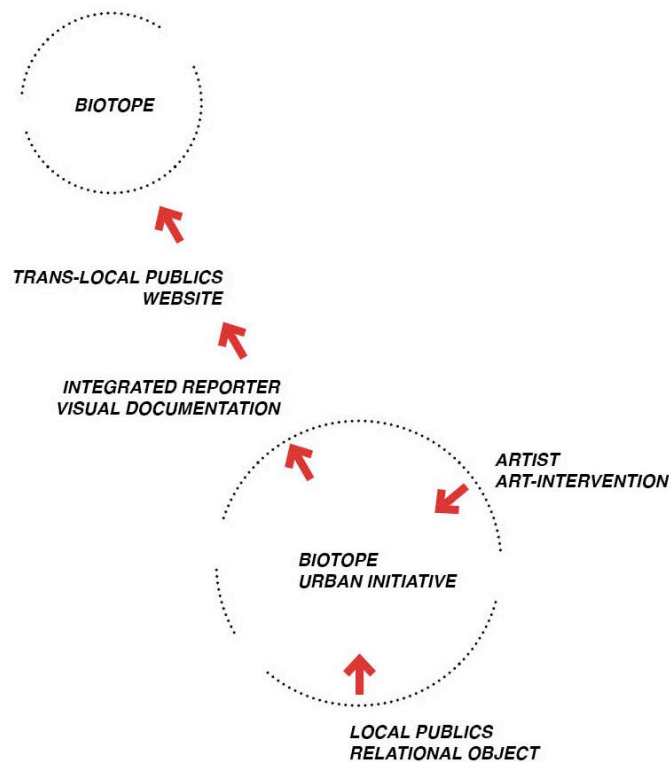 BIOTOPE
TRANS-LOCAL PUBLICS
WEBSITE
INTEGRATED REPORTER
VISUAL DOCUMENTATION
ARTIST
ART-INTERVENTION
BIOTOPE
URBAN INITIATIVE
LOCAL PUBLICS
RELATIONAL OBJECT